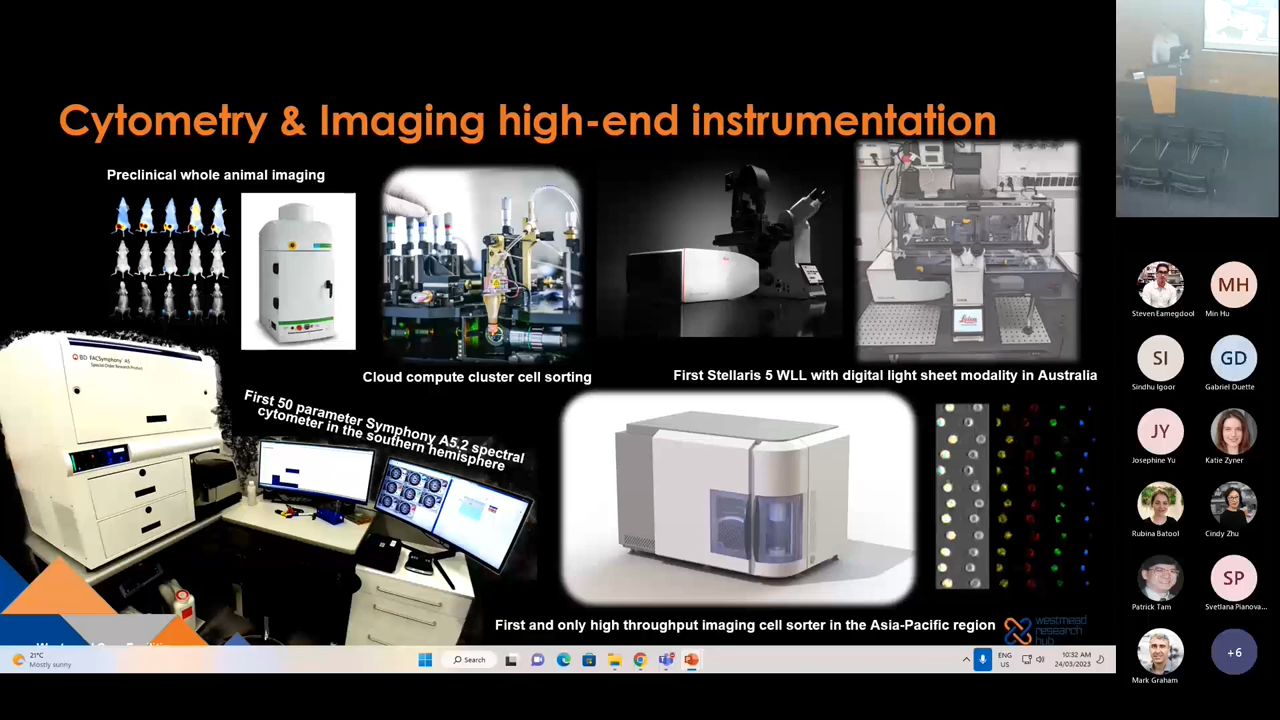 Cytometry & Imaging high-end instrumentation
Preclinical whole animal imaging
Cloud compute cluster cell sorting
First Stellaris 5 WLL with digital light sheet modality in Australia
BD FACSymphony A5
Special Order Research Product
First 50 parameter Symphony A5.2 spectral
cytometer in the southern hemisphere
Leica
First and only high throughput imaging cell sorter in the Asia-Pacific region
westmead
research
hub
21°C
Mostly sunny
Search
ENG
US
10:32 AM
24/03/2023
Steven Eamegdool
MH
Min Hu
SI
Sindhu Igoor
GD
Gabriel Duette
JY
Josephine Yu
Katie Zyner
Rubina Batool
Cindy Zhu
Patrick Tam
SP
Svetlana Pianova...
Mark Graham
+6